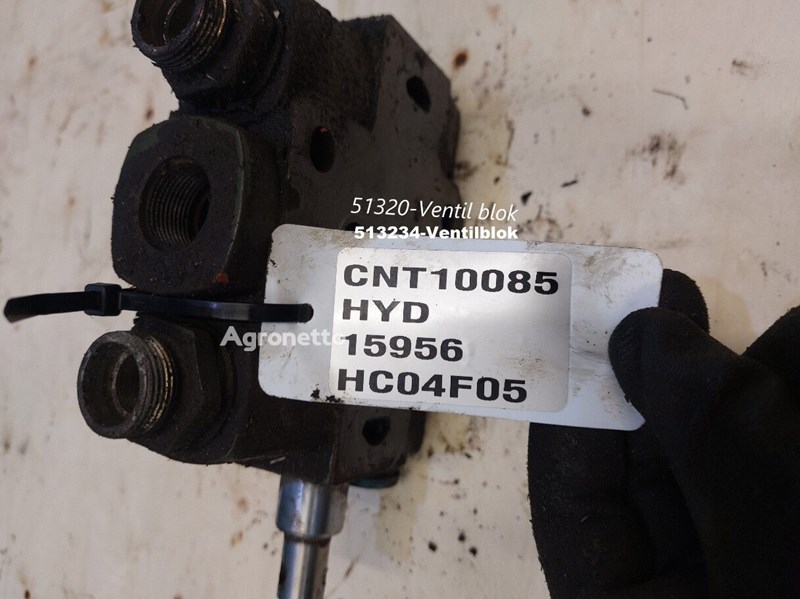 51320-Ventil blok
513234-Ventilblok
CNT10085
HYD
Agronetto
15956
HC04F05